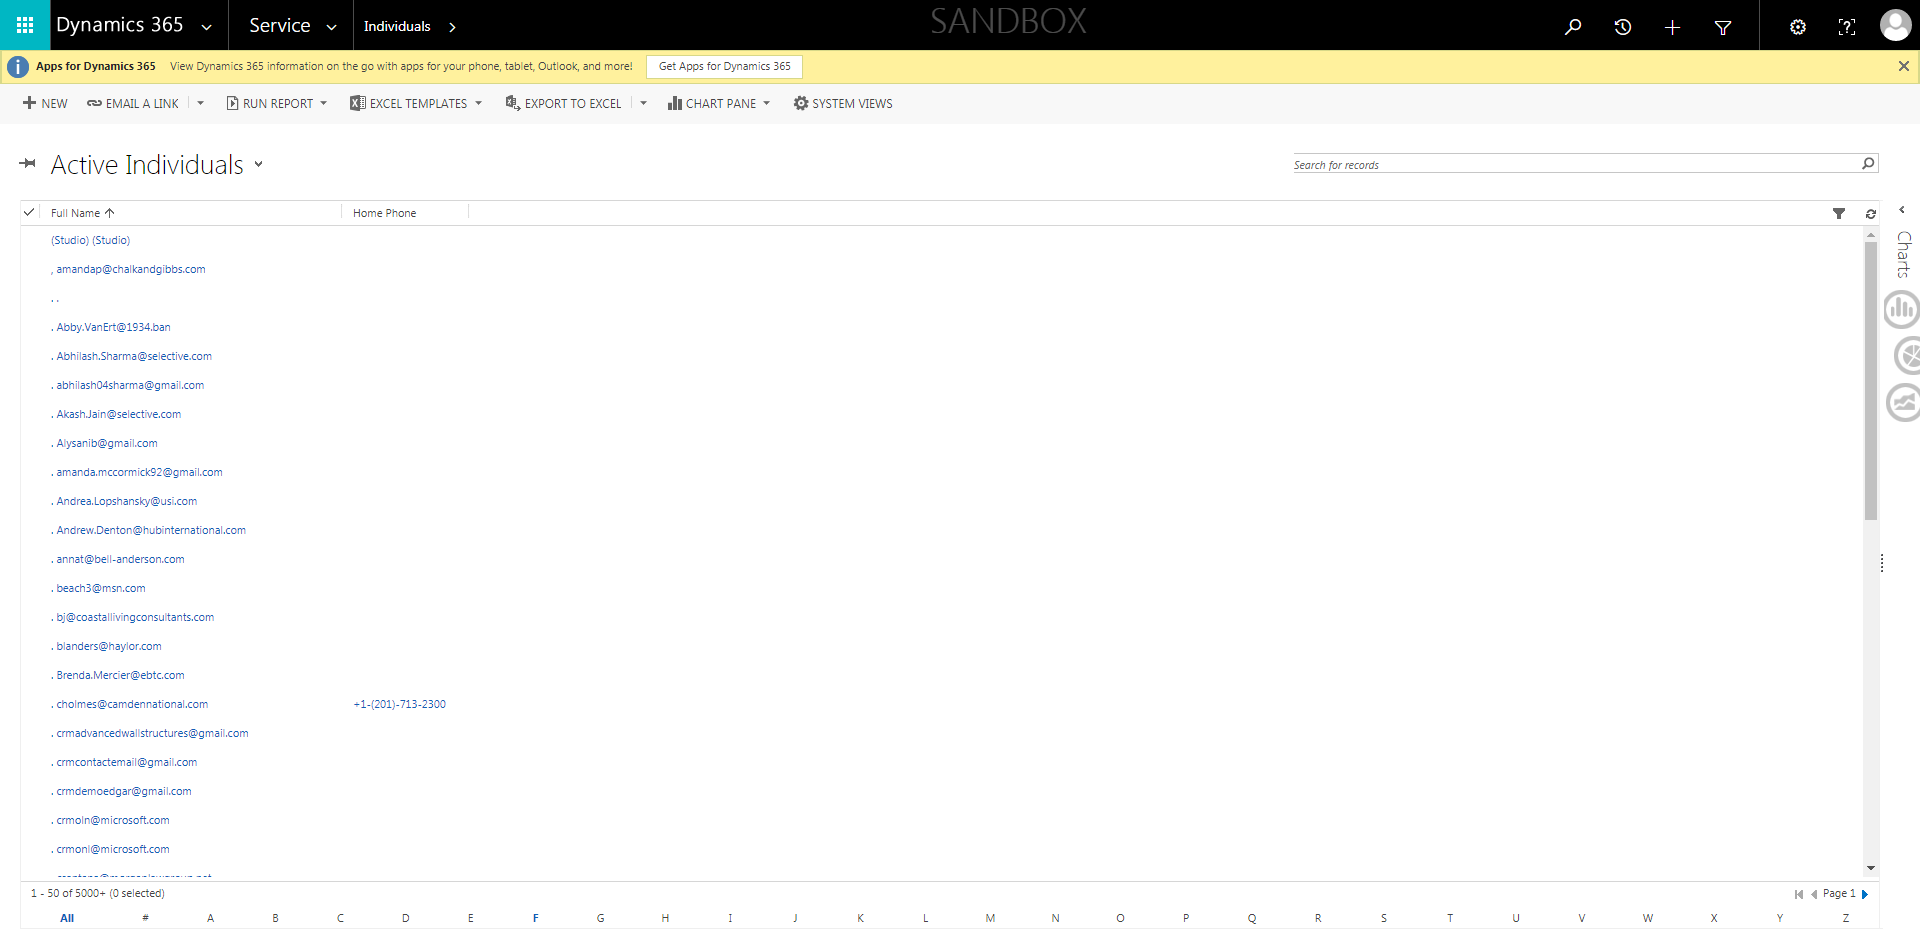 Dynamics 365 Service Individuals SANDBOX
Apps for Dynamics 365 View Dynamics 365 information on the go with apps for your phone, tablet, Outlook, and more! Get Apps for Dynamics 365
NEW EMAIL A LINK RUN REPORT EXCEL TEMPLATES EXPORT TO EXCEL CHART PANE SYSTEM VIEWS
Active Individuals
Search for records
Full Name Home Phone
Charts
(Studio) (Studio)
, amandap@chalkandgibbs.com
. .
. Abby.VanErt@1934.ban
. Abhilash.Sharma@selective.com
. abhilash04sharma@gmail.com
. Akash.Jain@selective.com
. Alysanib@gmail.com
. amanda.mccormick92@gmail.com
. Andrea.Lopshansky@usi.com
. Andrew.Denton@hubinternational.com
. annat@bell-anderson.com
. beach3@msn.com
. bj@coastallivingconsultants.com
. blanders@haylor.com
. Brenda.Mercier@ebtc.com
. cholmes@camdennational.com +1-(201)-713-2300
. crmadvancedwallstructures@gmail.com
. crmcontactemail@gmail.com
. crmdemoedgar@gmail.com
. crmoln@microsoft.com
. crmonl@microsoft.com
1 - 50 of 5000+ (0 selected) Page 1
All # A B C D E F G H I J K L M N O P Q R S T U V W X Y Z